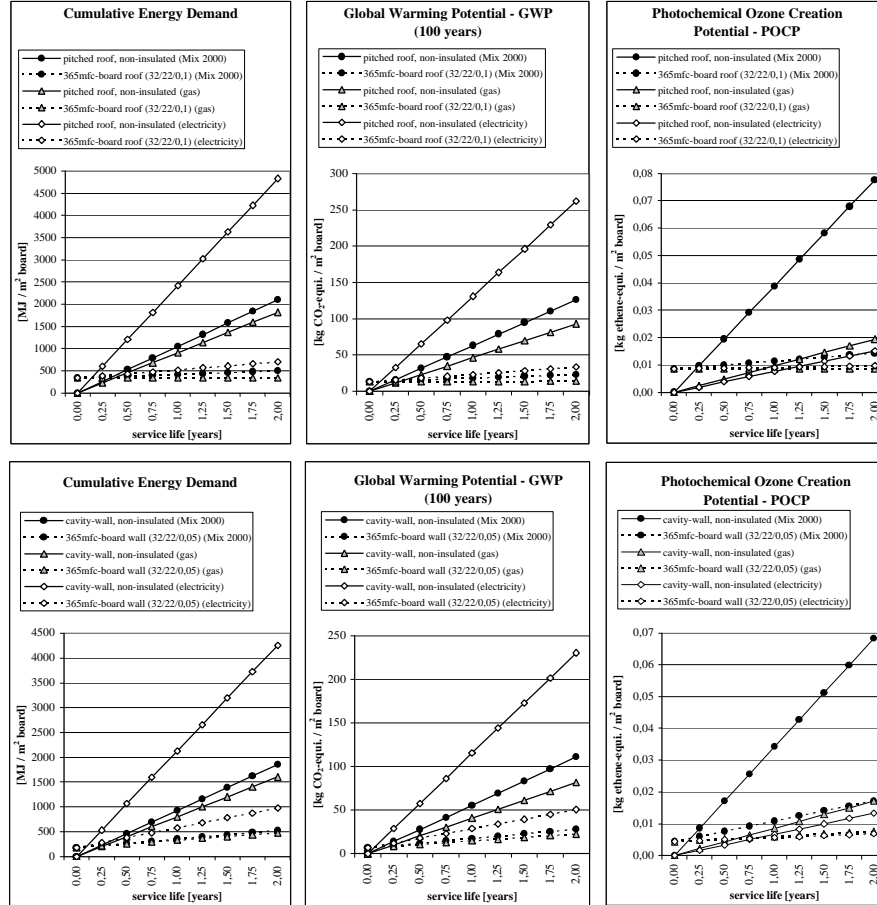 Cumulative Energy Demand
pitched roof, non-insulated (Mix 2000)
365mfc-board roof (32/22/0,1) (Mix 2000)
pitched roof, non-insulated (gas)
365mfc-board roof (32/22/0,1) (gas)
pitched roof, non-insulated (electricity)
365mfc-board roof (32/22/0,1) (electricity)
[MJ / m² board]
5000
4500
4000
3500
3000
2500
2000
1500
1000
500
0
0,00 0,25 0,50 0,75 1,00 1,25 1,50 1,75 2,00
service life [years]
Global Warming Potential - GWP
(100 years)
pitched roof, non-insulated (Mix 2000)
365mfc-board roof (32/22/0,1) (Mix 2000)
pitched roof, non-insulated (gas)
365mfc-board roof (32/22/0,1) (gas)
pitched roof, non-insulated (electricity)
365mfc-board roof (32/22/0,1) (electricity)
[kg CO₂-equi. / m² board]
300
250
200
150
100
50
0
0,00 0,25 0,50 0,75 1,00 1,25 1,50 1,75 2,00
service life [years]
Photochemical Ozone Creation
Potential - POCP
pitched roof, non-insulated (Mix 2000)
365mfc-board roof (32/22/0,1) (Mix 2000)
pitched roof, non-insulated (gas)
365mfc-board roof (32/22/0,1) (gas)
pitched roof, non-insulated (electricity)
365mfc-board roof (32/22/0,1) (electricity)
[kg ethene-equi. / m² board]
0,08
0,07
0,06
0,05
0,04
0,03
0,02
0,01
0,00
0,00 0,25 0,50 0,75 1,00 1,25 1,50 1,75 2,00
service life [years]
Cumulative Energy Demand
cavity-wall, non-insulated (Mix 2000)
365mfc-board wall (32/22/0,05) (Mix 2000)
cavity-wall, non-insulated (gas)
365mfc-board wall (32/22/0,05) (gas)
cavity-wall, non-insulated (electricity)
365mfc-board wall (32/22/0,05) (electricity)
[MJ / m² board]
4500
4000
3500
3000
2500
2000
1500
1000
500
0
0,00 0,25 0,50 0,75 1,00 1,25 1,50 1,75 2,00
service life [years]
Global Warming Potential - GWP
(100 years)
cavity-wall, non-insulated (Mix 2000)
365mfc-board wall (32/22/0,05) (Mix 2000)
cavity-wall, non-insulated (gas)
365mfc-board wall (32/22/0,05) (gas)
cavity-wall, non-insulated (electricity)
365mfc-board wall (32/22/0,05) (electricity)
[kg CO₂-equi. / m² board]
250
200
150
100
50
0
0,00 0,25 0,50 0,75 1,00 1,25 1,50 1,75 2,00
service life [years]
Photochemical Ozone Creation
Potential - POCP
cavity-wall, non-insulated (Mix 2000)
365mfc-board wall (32/22/0,05) (Mix 2000)
cavity-wall, non-insulated (gas)
365mfc-board wall (32/22/0,05) (gas)
cavity-wall, non-insulated (electricity)
365mfc-board wall (32/22/0,05) (electricity)
[kg ethene-equi. / m² board]
0,07
0,06
0,05
0,04
0,03
0,02
0,01
0,00
0,00 0,25 0,50 0,75 1,00 1,25 1,50 1,75 2,00
service life [years]